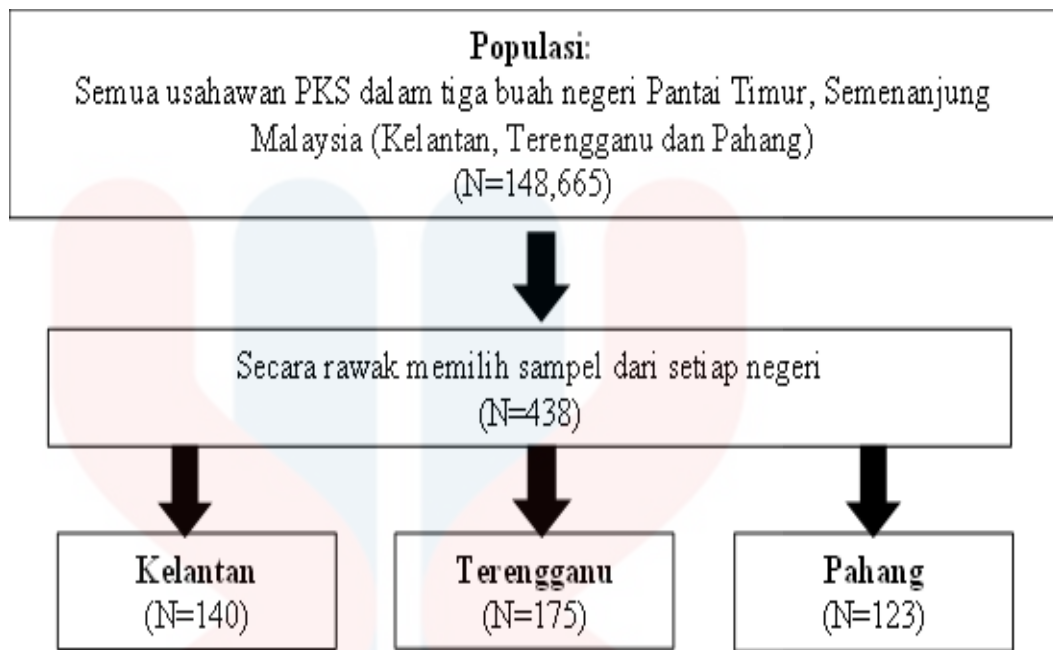 Populasi:
Semua usahawan PKS dalam tiga buah negeri Pantai Timur, Semenanjung
Malaysia (Kelantan, Terengganu dan Pahang)
(N=148,665)
Secara rawak memilih sampel dari setiap negeri
(N=438)
Kelantan
(N=140)
Terengganu
(N=175)
Pahang
(N=123)